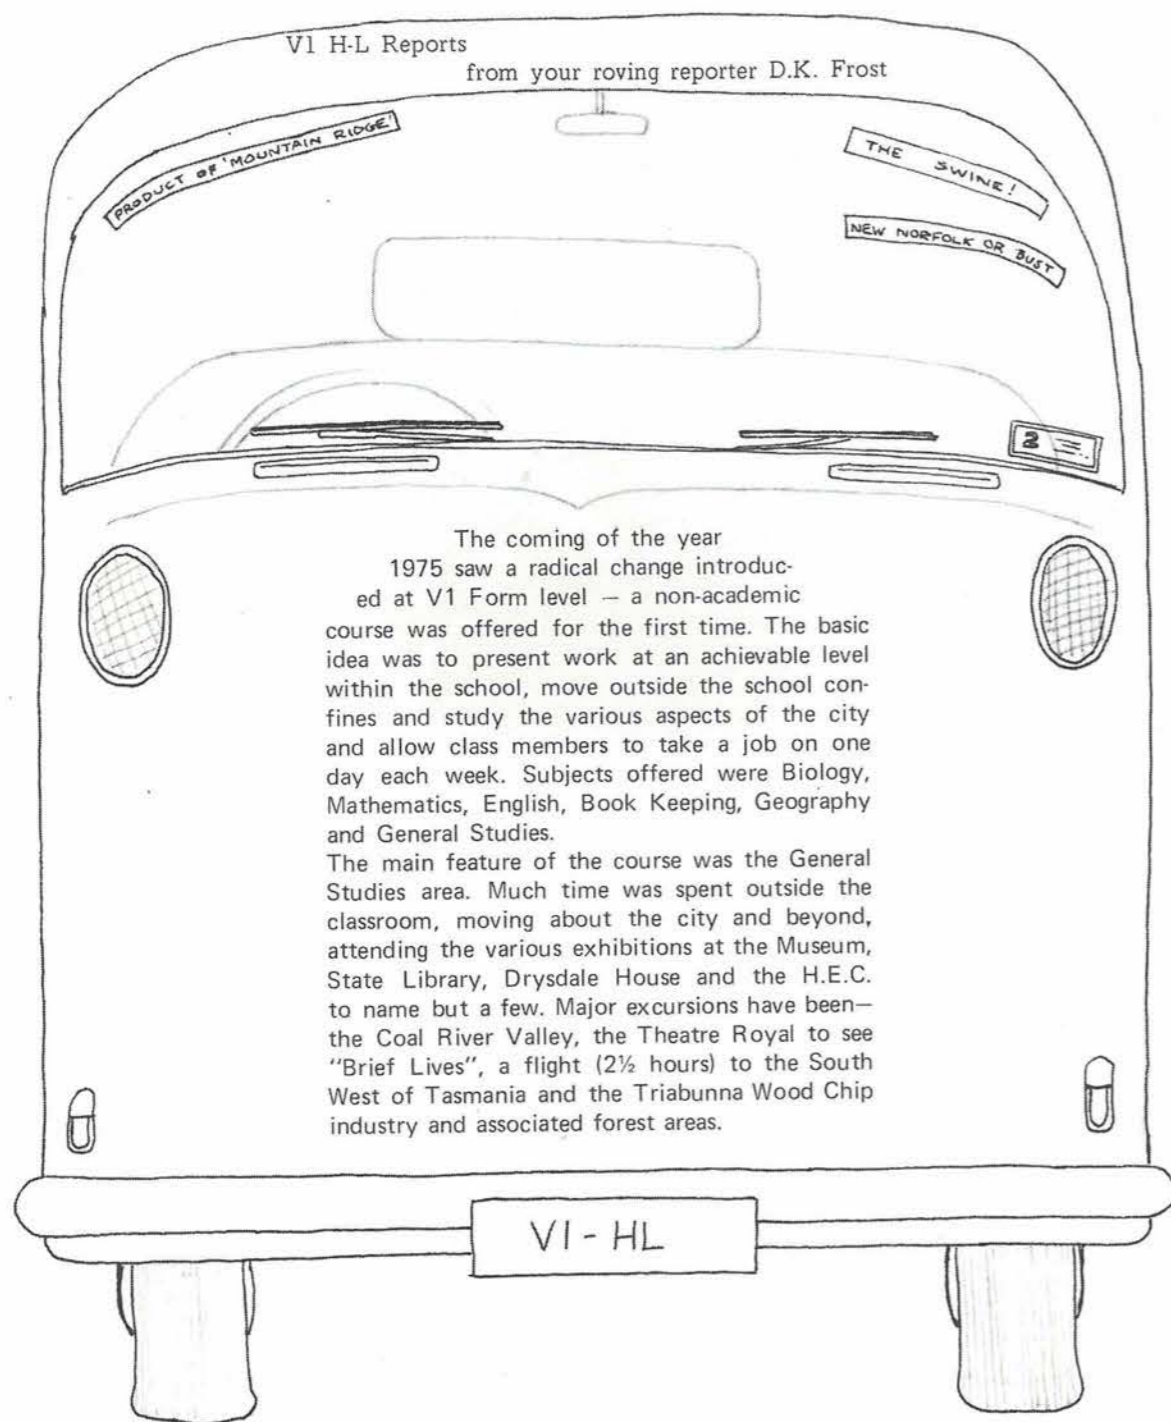 V1 H-L Reports
from your roving reporter D.K. Frost
PRODUCT OF 'MOUNTAIN RIDGE'
THE SWINE!
NEW NORFOLK OR BUST
2
The coming of the year
1975 saw a radical change introduc-
ed at V1 Form level — a non-academic
course was offered for the first time. The basic
idea was to present work at an achievable level
within the school, move outside the school con-
fines and study the various aspects of the city
and allow class members to take a job on one
day each week. Subjects offered were Biology,
Mathematics, English, Book Keeping, Geography
and General Studies.
The main feature of the course was the General
Studies area. Much time was spent outside the
classroom, moving about the city and beyond,
attending the various exhibitions at the Museum,
State Library, Drysdale House and the H.E.C.
to name but a few. Major excursions have been—
the Coal River Valley, the Theatre Royal to see
"Brief Lives", a flight (2½ hours) to the South
West of Tasmania and the Triabunna Wood Chip
industry and associated forest areas.
VI - HL